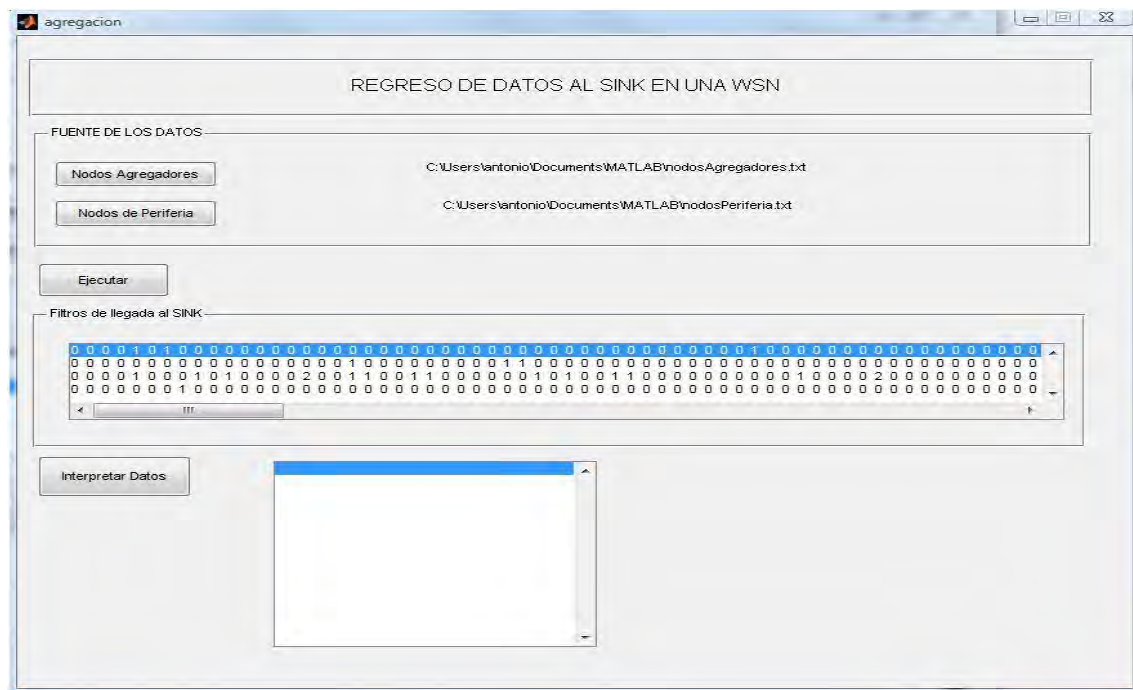 agregacion
REGRESO DE DATOS AL SINK EN UNA WSN
FUENTE DE LOS DATOS
Nodos Agregadores
C:\Users\antonio\Documents\MATLAB\nodosAgregadores.txt
Nodos de Periferia
C:\Users\antonio\Documents\MATLAB\nodosPeriferia.txt
Ejecutar
Filtros de llegada al SINK
0 0 0 0 1 0 1 0 0 0 0 0 0 0 0 0 0 0 0 0 0 0 0 0 0 0 0 0 0 0 0 0 0 0 0 0 0 0 0 0 0 0 0 0 1 0 0 0 0 0 0 0 0 0 0 0 0 0 0 0 0 0 0
0 0 0 0 0 0 0 0 0 0 0 0 0 0 0 0 0 0 1 0 0 0 0 0 0 0 0 0 1 1 0 0 0 0 0 0 0 0 0 0 0 0 0 0 0 0 0 0 0 0 0 0 0 0 0 0 0 0 0 0 0 0 0
0 0 0 0 1 0 0 0 1 0 1 0 0 0 0 2 0 0 1 1 0 0 1 1 0 0 0 0 0 0 1 0 1 0 0 1 1 0 0 0 0 0 0 0 0 0 0 1 0 0 0 0 2 0 0 0 0 0 0 0 0 0 0
0 0 0 0 0 0 0 1 0 0 0 0 0 0 0 0 0 0 0 0 0 0 0 0 0 0 0 0 0 0 0 0 0 0 0 0 0 0 0 0 0 0 0 0 0 0 0 0 0 0 0 0 0 0 0 0 0 0 0 0 0 0 0
Interpretar Datos